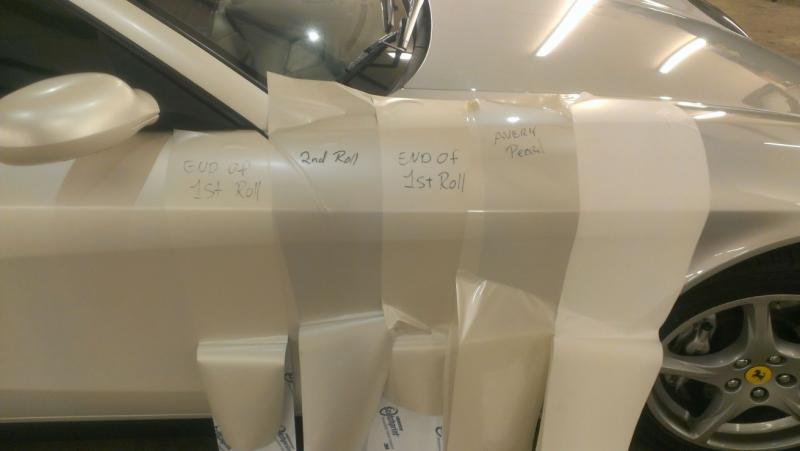 END OF
1St Roll
2nd Roll
END OF
1St Roll
AVERY
Pearl